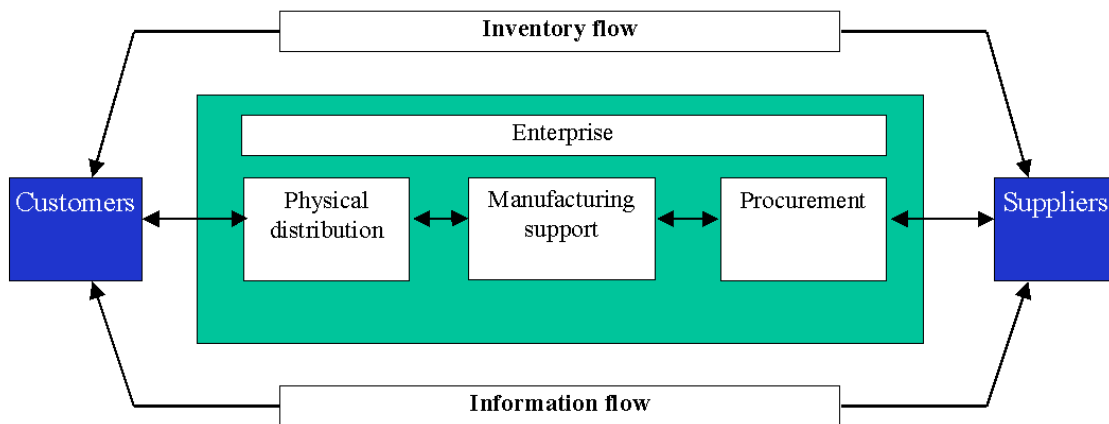 Inventory flow
Enterprise
Customers
Physical
distribution
Manufacturing
support
Procurement
Suppliers
Information flow